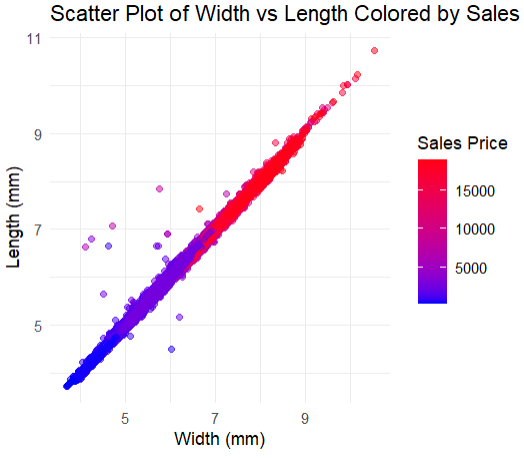 Scatter Plot of Width vs Length Colored by Sales
11
9
7
5
Length (mm)
5 7 9
Width (mm)
Sales Price
15000
10000
5000